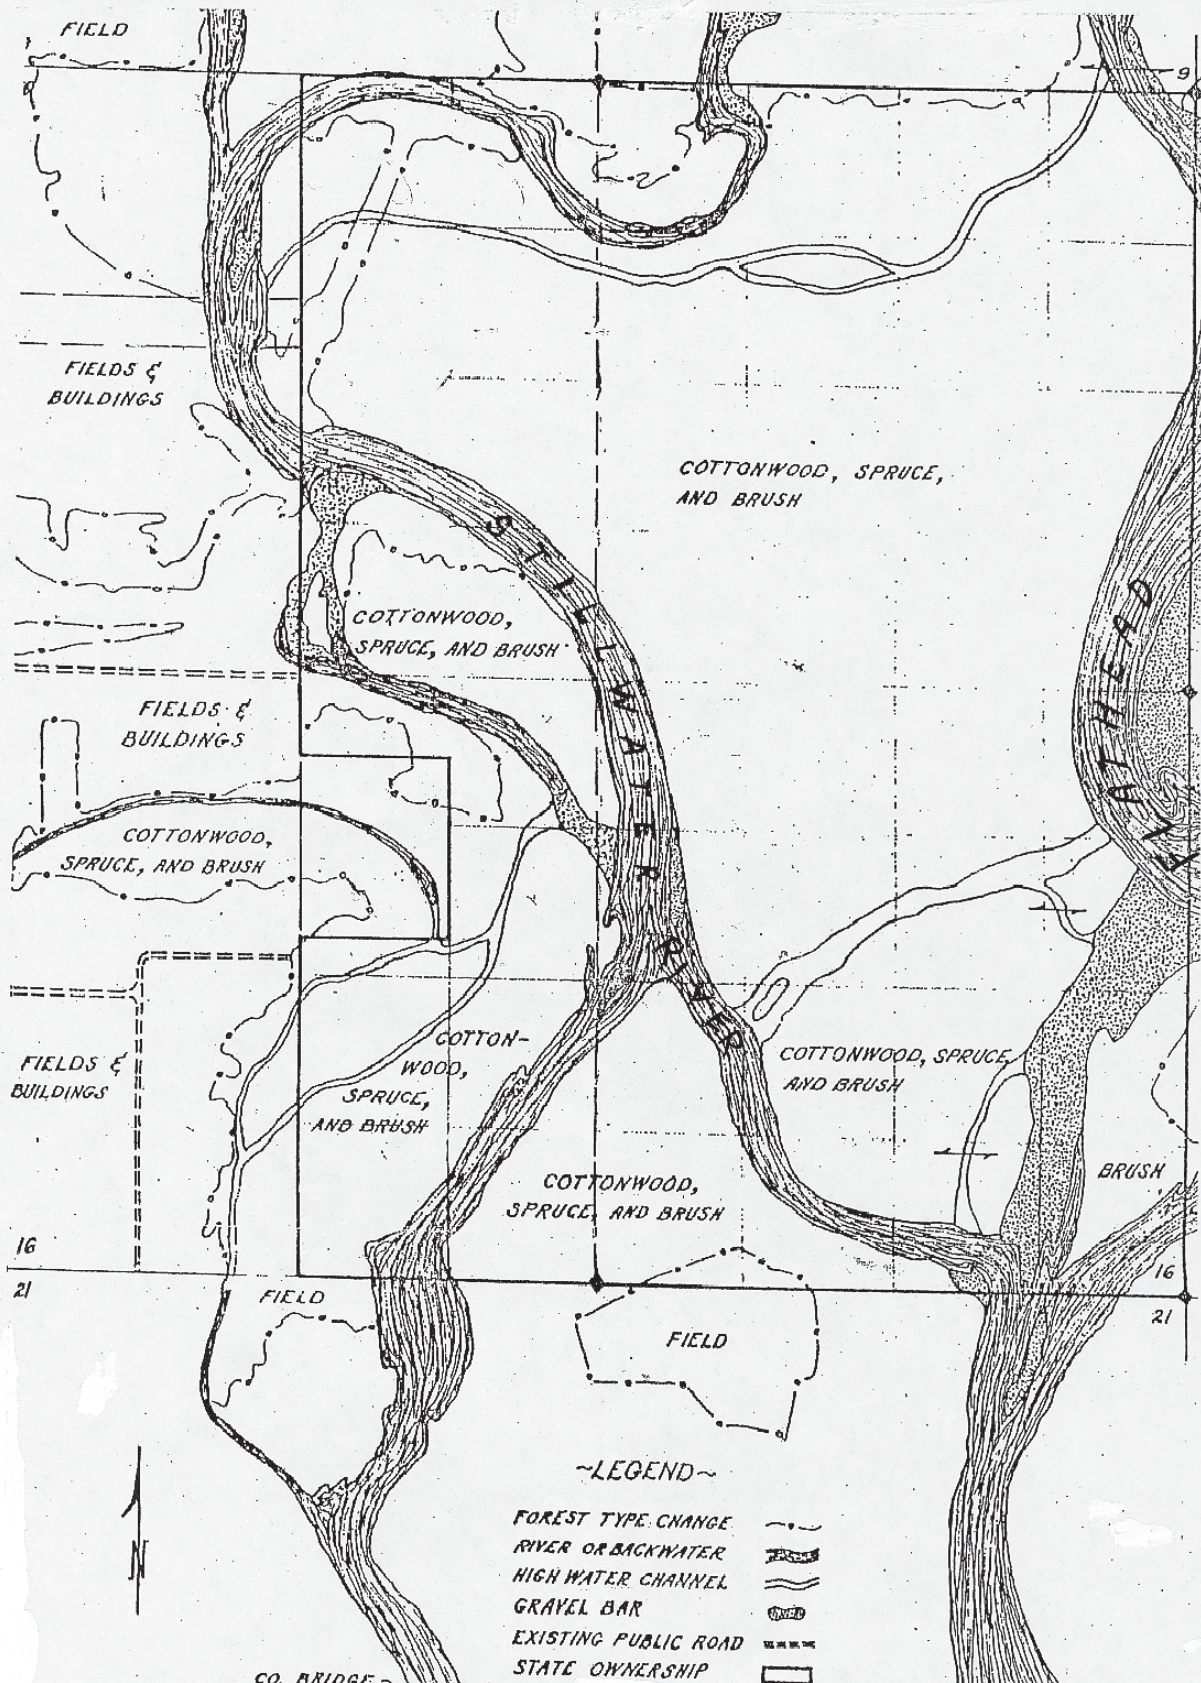 FIELD
9
FIELDS &
BUILDINGS
COTTONWOOD, SPRUCE,
AND BRUSH
STILLWATER RIVER
FLATHEAD
COTTONWOOD,
SPRUCE, AND BRUSH
FIELDS &
BUILDINGS
COTTONWOOD,
SPRUCE, AND BRUSH
FIELDS &
BUILDINGS
COTTON-
WOOD,
SPRUCE,
AND BRUSH
COTTONWOOD, SPRUCE
AND BRUSH
COTTONWOOD,
SPRUCE, AND BRUSH
BRUSH
16
21
16
21
FIELD
FIELD
~LEGEND~
FOREST TYPE CHANGE
RIVER OR BACKWATER
HIGH WATER CHANNEL
GRAVEL BAR
EXISTING PUBLIC ROAD
STATE OWNERSHIP
N
CO. BRIDGE